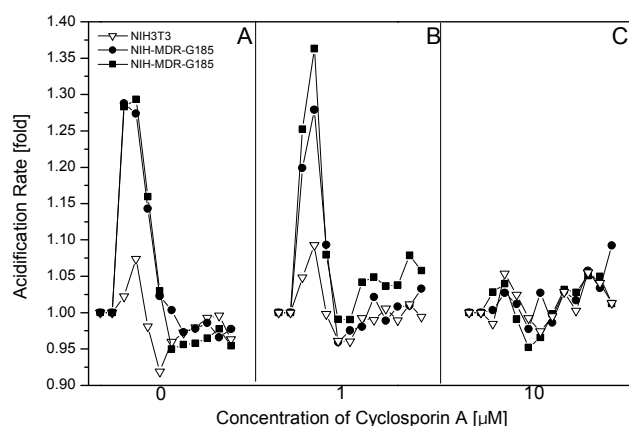 1.40
1.35
1.30
1.25
1.20
1.15
1.10
1.05
1.00
0.95
0.90
Acidification Rate [fold]
NIH3T3
NIH-MDR-G185
NIH-MDR-G185
A
B
C
0
1
10
Concentration of Cyclosporin A [µM]